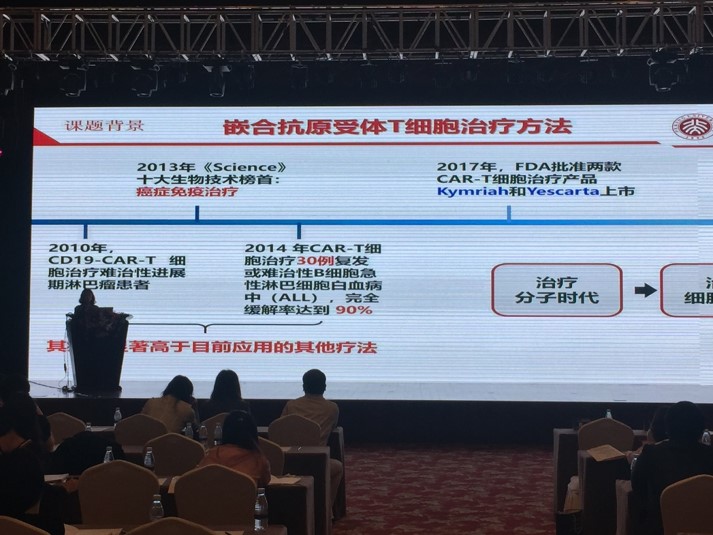 课题背景
嵌合抗原受体T细胞治疗方法
2013年《Science》
十大生物技术榜首：
癌症免疫治疗
2017年，FDA批准两款
CAR-T细胞治疗产品
Kymriah和Yescarta上市
2010年，
CD19-CAR-T 细
胞治疗难治性进展
期淋巴瘤患者
2014 年CAR-T细
胞治疗30例复发
或难治性B细胞急
性淋巴细胞白血病
中（ALL），完全
缓解率达到 90%
治疗
分子时代
细胞
其
著高于目前应用的其他疗法